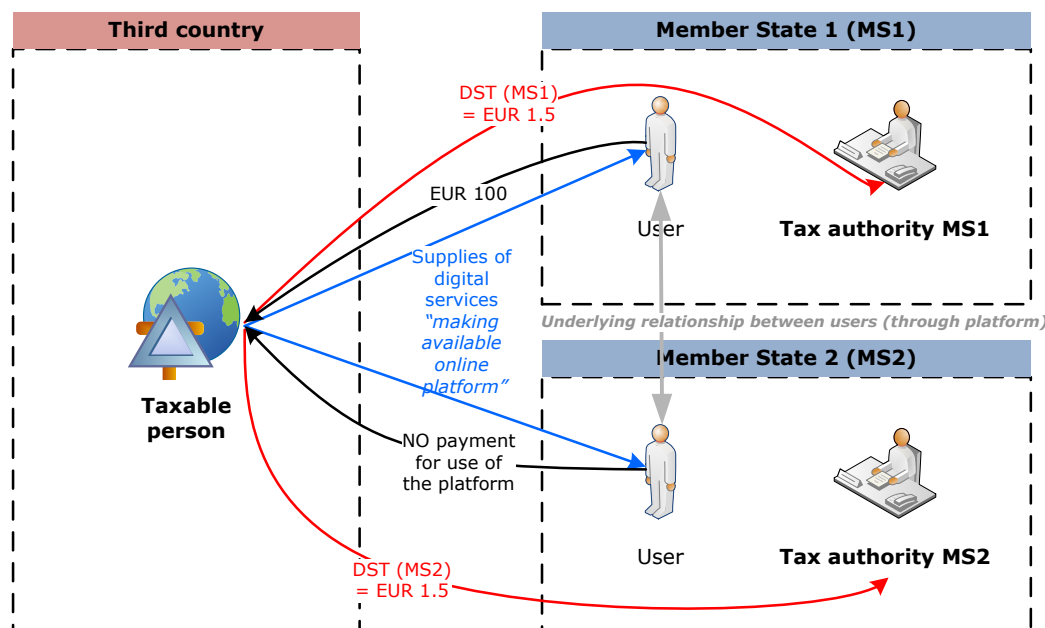 Third country
Member State 1 (MS1)
DST (MS1)
= EUR 1.5
EUR 100
User
Tax authority MS1
Supplies of
digital
services
“making
available
online
platform”
Underlying relationship between users (through platform)
Member State 2 (MS2)
Taxable
person
NO payment
for use of
the platform
User
Tax authority MS2
DST (MS2)
= EUR 1.5